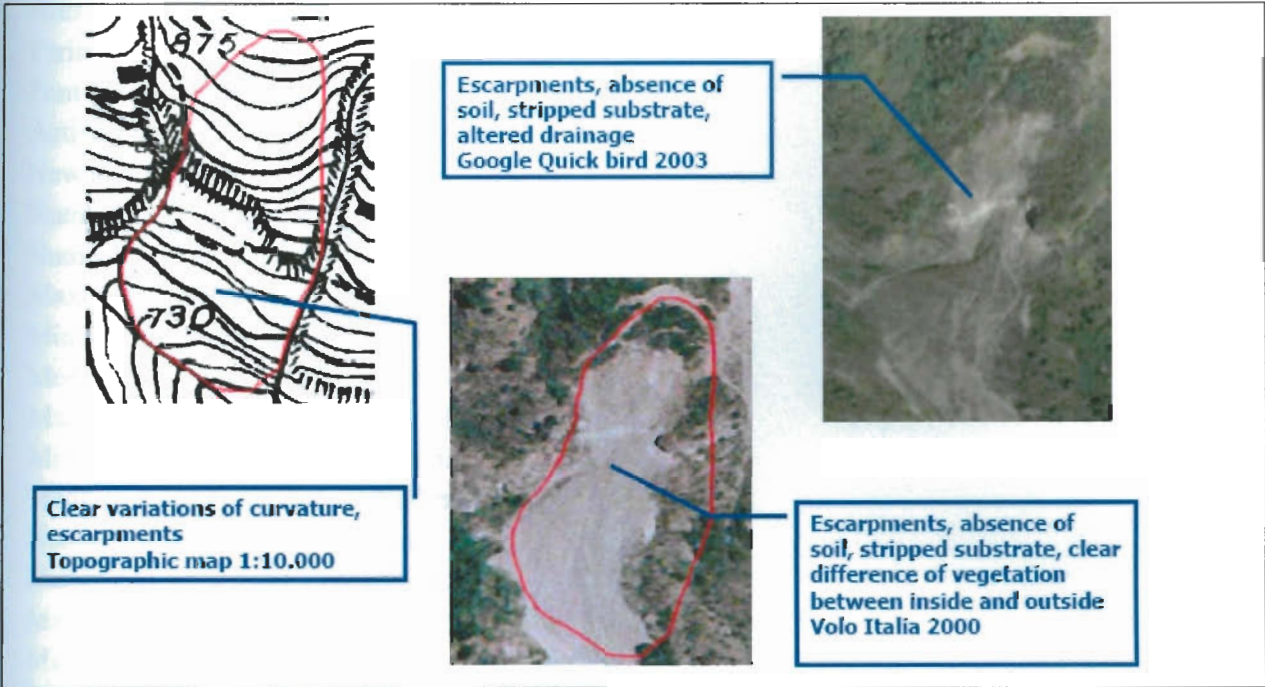 875
730
Escarpments, absence of
soil, stripped substrate,
altered drainage
Google Quick bird 2003
Clear variations of curvature,
escarpments
Topographic map 1:10.000
Escarpments, absence of
soil, stripped substrate, clear
difference of vegetation
between inside and outside
Volo Italia 2000